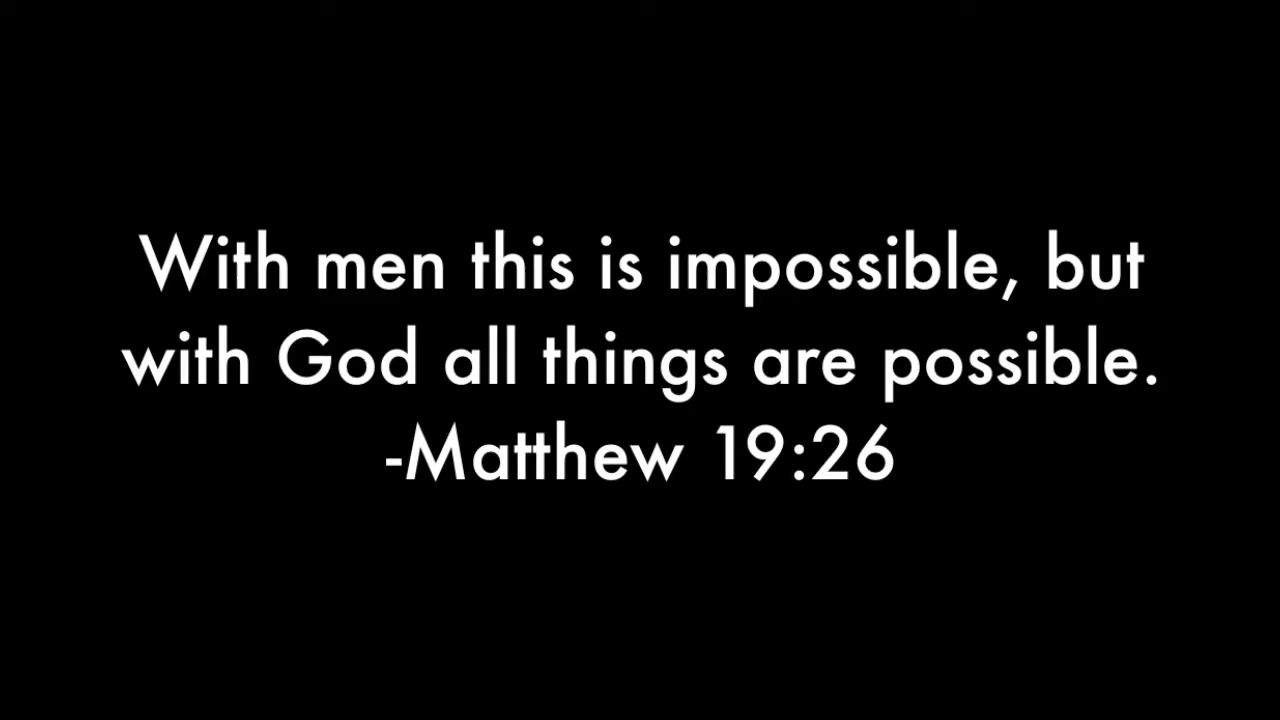 With men this is impossible, but
with God all things are possible.
-Matthew 19:26